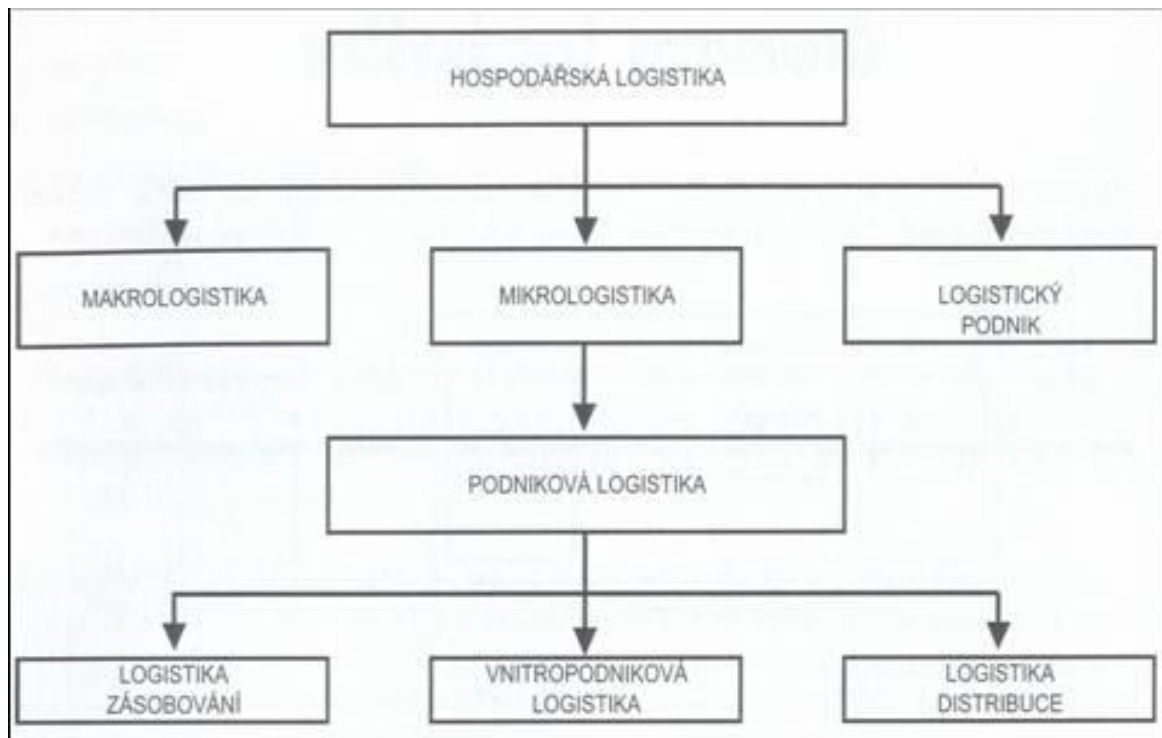 HOSPODÁŘSKÁ LOGISTIKA
MAKROLOGISTIKA
MIKROLOGISTIKA
LOGISTICKÝ
PODNIK
PODNIKOVÁ LOGISTIKA
LOGISTIKA
ZÁSOBOVÁNÍ
VNITROPODNIKOVÁ
LOGISTIKA
LOGISTIKA
DISTRIBUCE